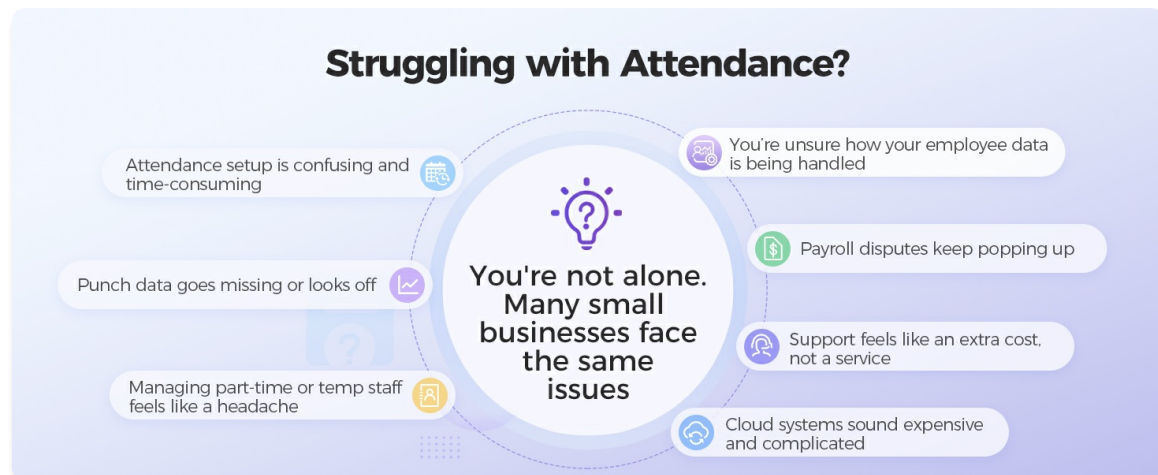 Struggling with Attendance?
Attendance setup is confusing and
time-consuming
Punch data goes missing or looks off
Managing part-time or temp staff
feels like a headache
You're not alone.
Many small
businesses face
the same
issues
You're unsure how your employee data
is being handled
Payroll disputes keep popping up
Support feels like an extra cost,
not a service
Cloud systems sound expensive
and complicated